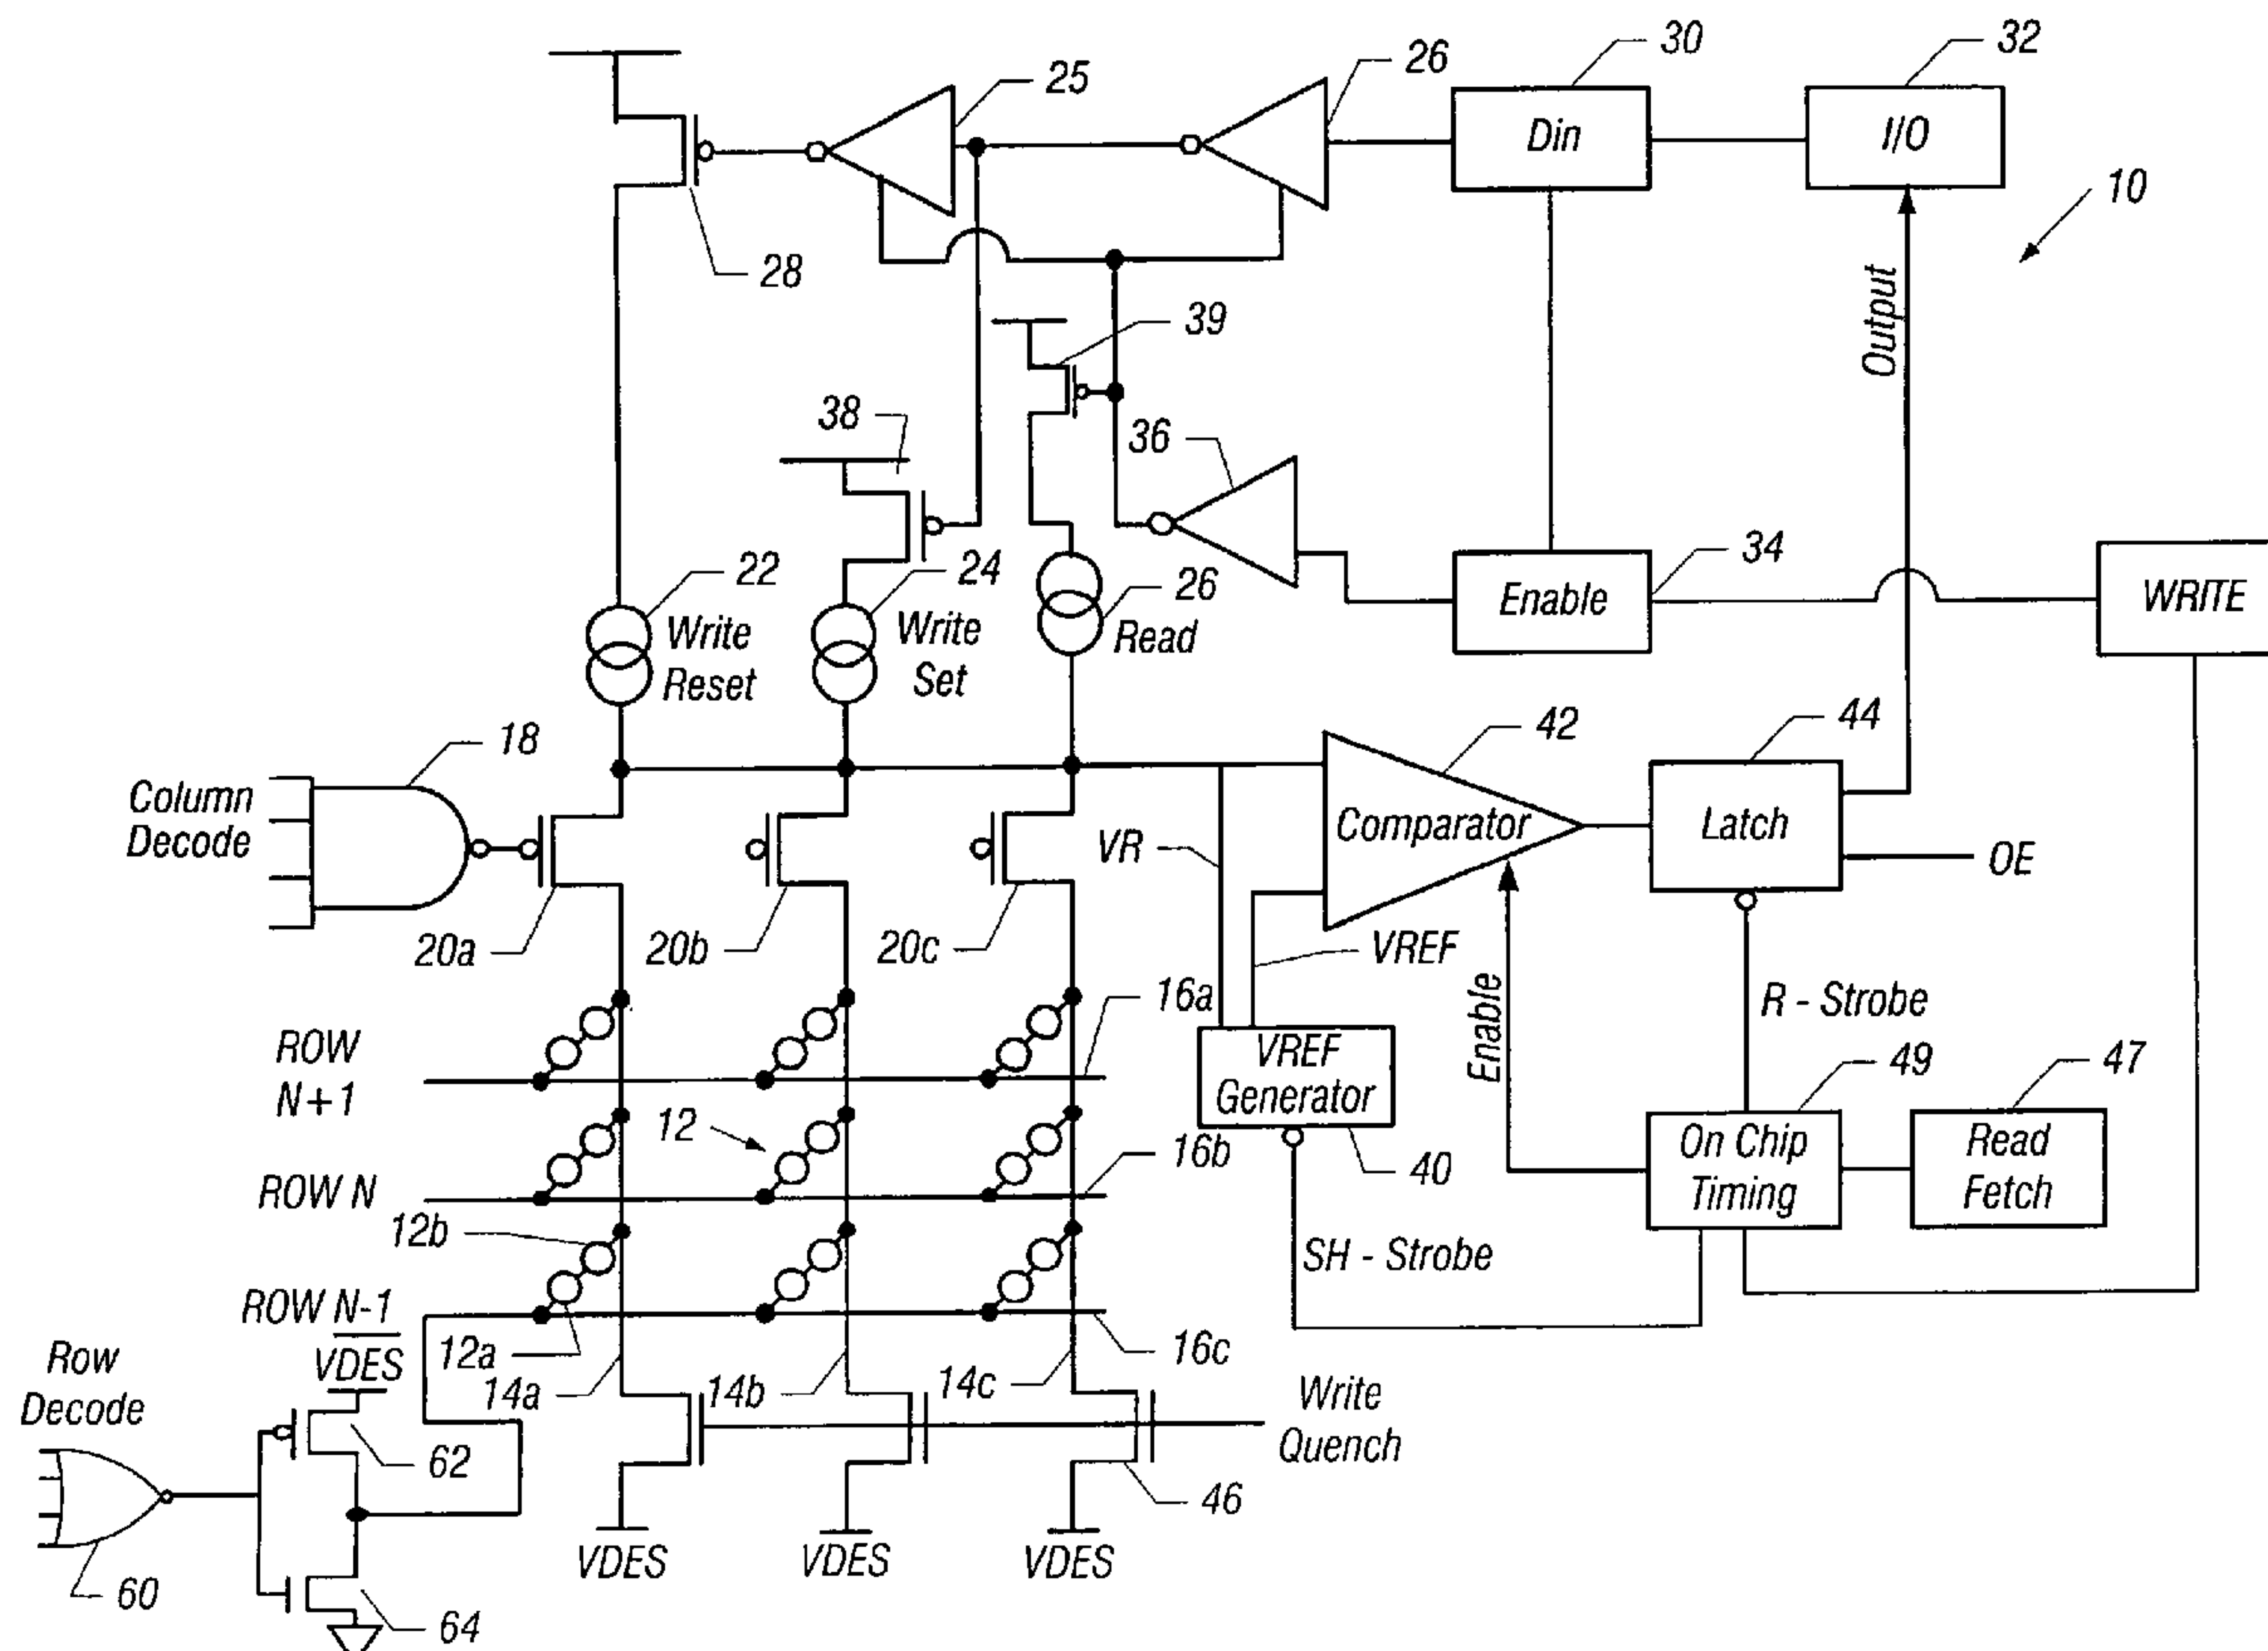 30
32
26
25
Din
I/O
10
28
39
Output
38
36
34
22
24
26
Enable
WRITE
Write
Reset
Write
Set
Read
18
42
44
Column
Decode
Comparator
Latch
VR
OE
20a
20b
20c
VREF
16a
Enable
R - Strobe
ROW
N+1
VREF
Generator
49
47
12
16b
On Chip
Timing
Read
Fetch
ROW N
40
12b
SH - Strobe
ROW N-1
VDES
12a
16c
Row
Decode
14a
14b
14c
Write
Quench
62
46
60
VDES
VDES
VDES
64